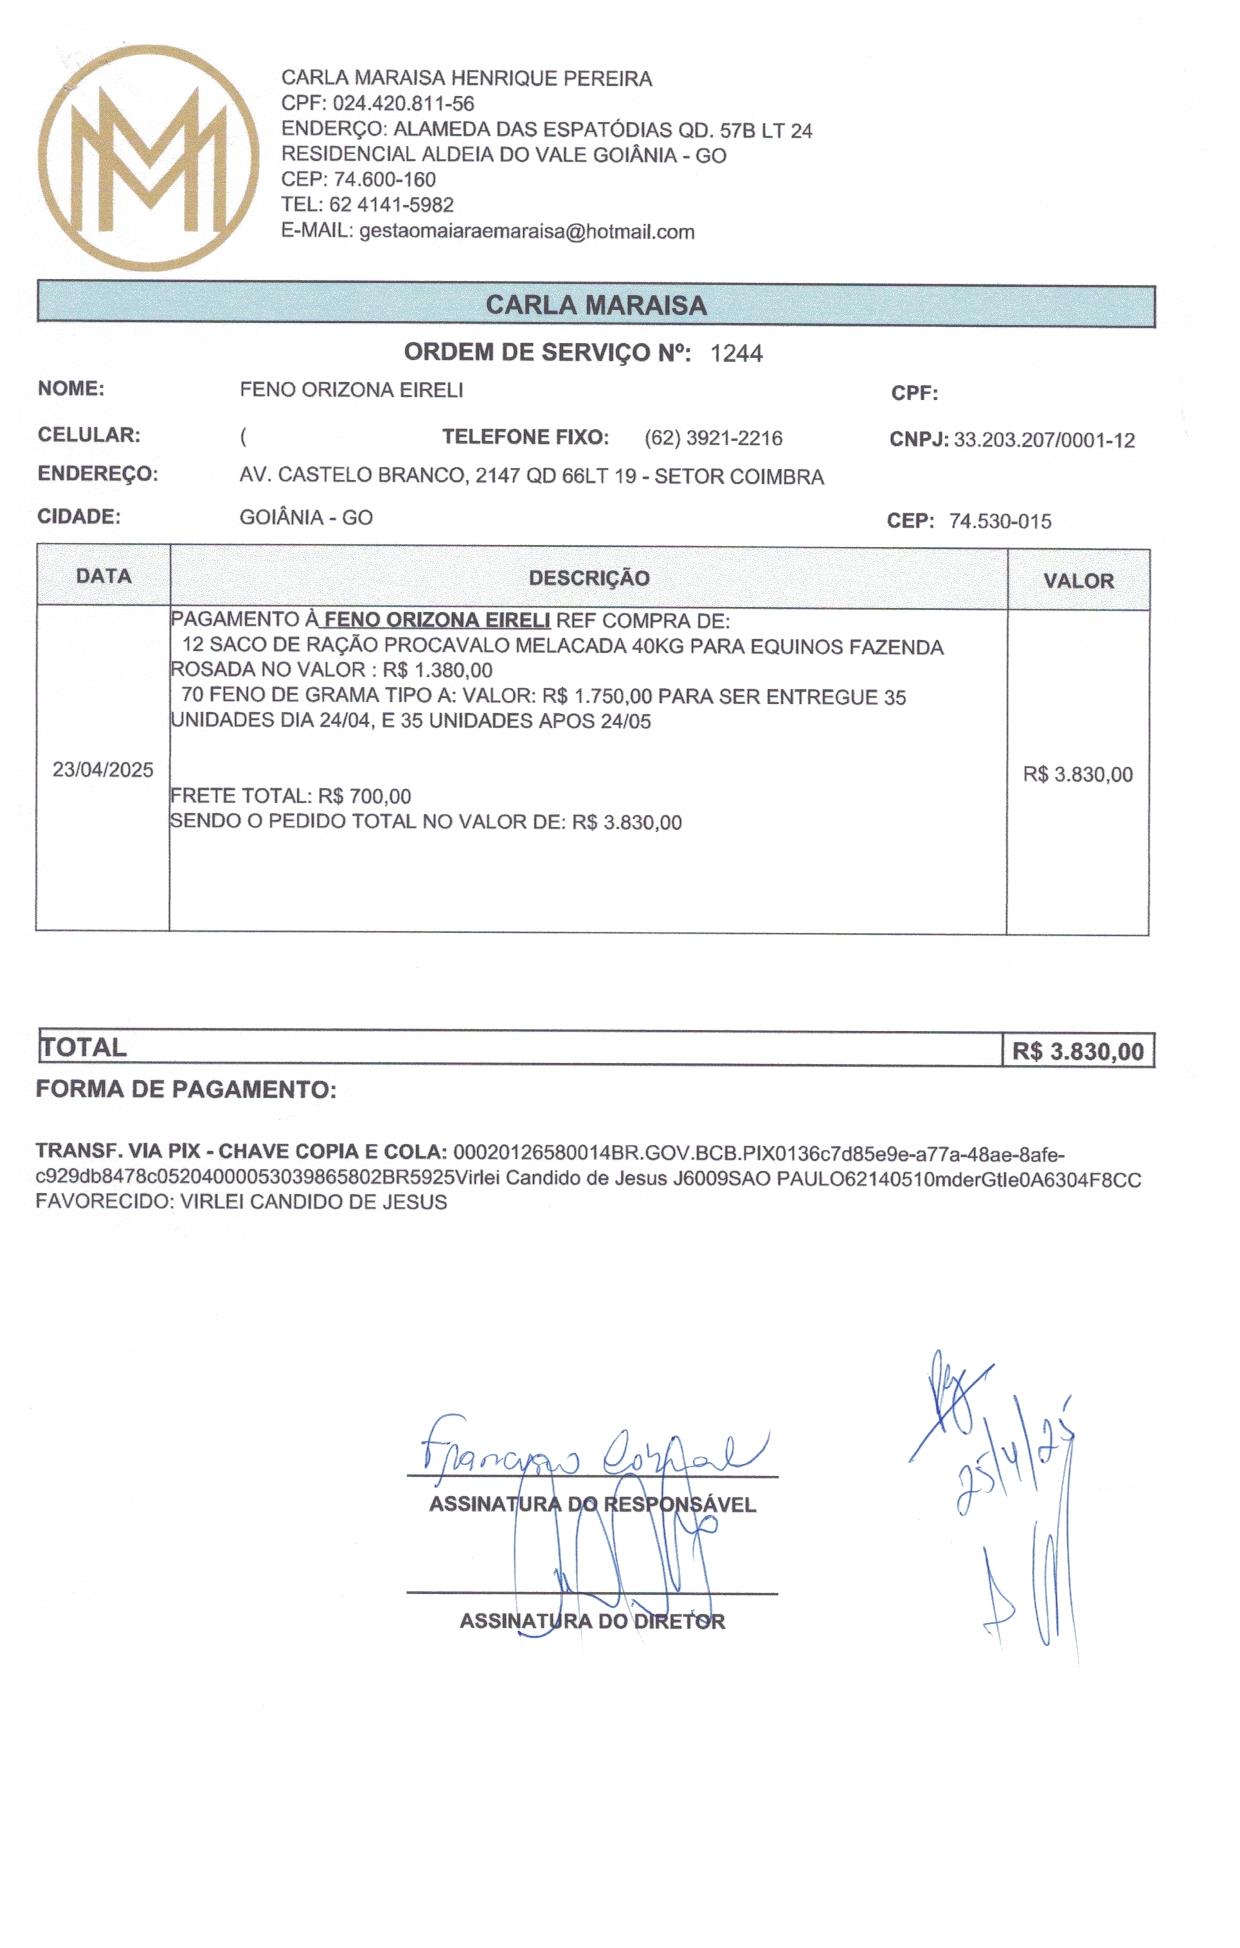 MM
CARLA MARAISA HENRIQUE PEREIRA
CPF: 024.420.811-56
ENDERÇO: ALAMEDA DAS ESPATÓDIAS QD. 57B LT 24
RESIDENCIAL ALDEIA DO VALE GOIÂNIA - GO
CEP: 74.600-160
TEL: 62 4141-5982
E-MAIL: gestaomaiaraemaraisa@hotmail.com
CARLA MARAISA
ORDEM DE SERVIÇO Nº: 1244
NOME: FENO ORIZONA EIRELI CPF:
CELULAR: ( TELEFONE FIXO: (62) 3921-2216 CNPJ: 33.203.207/0001-12
ENDEREÇO: AV. CASTELO BRANCO, 2147 QD 66LT 19 - SETOR COIMBRA
CIDADE: GOIÂNIA - GO CEP: 74.530-015
DATA DESCRIÇÃO VALOR
PAGAMENTO À FENO ORIZONA EIRELI REF COMPRA DE:
12 SACO DE RAÇÃO PROCAVALO MELACADA 40KG PARA EQUINOS FAZENDA
ROSADA NO VALOR : R$ 1.380,00
70 FENO DE GRAMA TIPO A: VALOR: R$ 1.750,00 PARA SER ENTREGUE 35
UNIDADES DIA 24/04, E 35 UNIDADES APOS 24/05
23/04/2025 R$ 3.830,00
FRETE TOTAL: R$ 700,00
SENDO O PEDIDO TOTAL NO VALOR DE: R$ 3.830,00
TOTAL R$ 3.830,00
FORMA DE PAGAMENTO:
TRANSF. VIA PIX - CHAVE COPIA E COLA: 00020126580014BR.GOV.BCB.PIX0136c7d85e9e-a77a-48ae-8afe-
c929db8478c05204000053039865802BR5925Virlei Candido de Jesus J6009SAO PAULO62140510mderGtIe0A6304F8CC
FAVORECIDO: VIRLEI CANDIDO DE JESUS
25/4/25
ASSINATURA DO RESPONSÁVEL
ASSINATURA DO DIRETOR